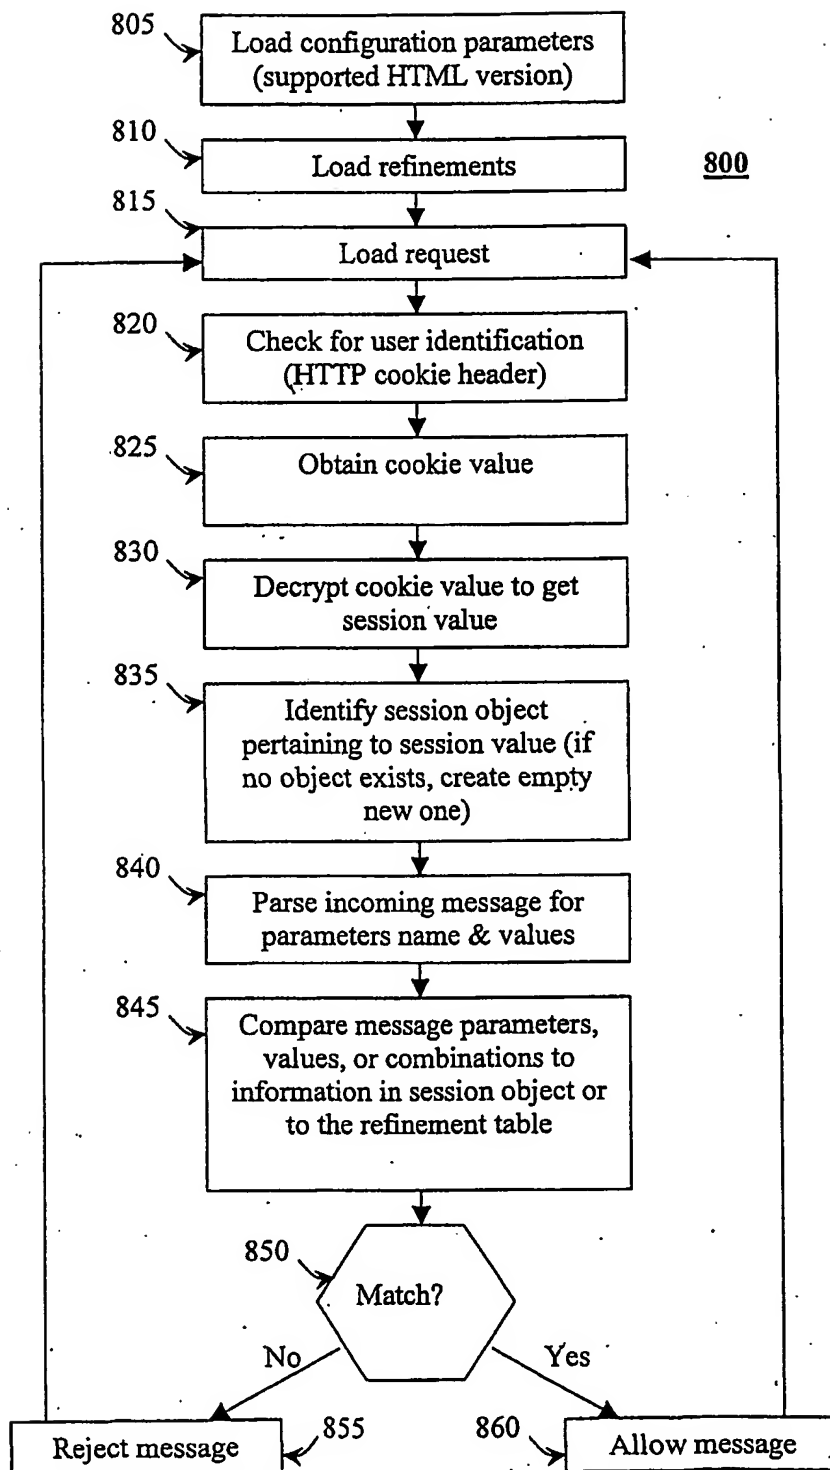 805
Load configuration parameters
(supported HTML version)
810
Load refinements
800
815
Load request
820
Check for user identification
(HTTP cookie header)
825
Obtain cookie value
830
Decrypt cookie value to get
session value
835
Identify session object
pertaining to session value (if
no object exists, create empty
new one)
840
Parse incoming message for
parameters name & values
845
Compare message parameters,
values, or combinations to
information in session object or
to the refinement table
850
Match?
No
Yes
Reject message
855
860
Allow message